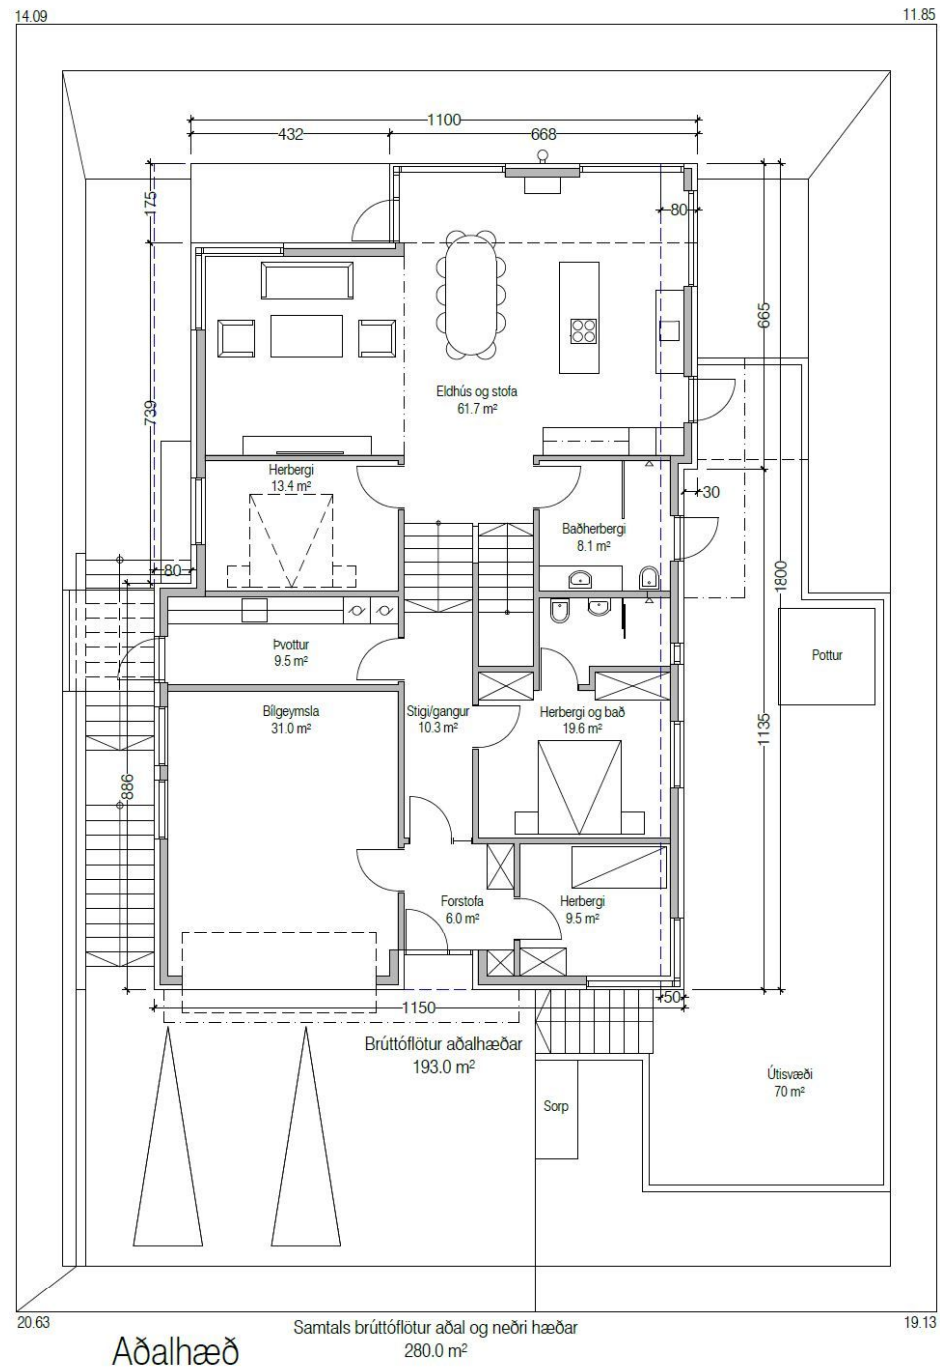 14.09
11.85
1100
432
668
175
80
Eldhús og stofa
61.7 m²
665
739
Herbergi
13.4 m²
30
Baðherbergi
8.1 m²
80
1800
Þvottur
9.5 m²
Pottur
Bílgeymsla
31.0 m²
Stigi/gangur
10.3 m²
Herbergi og bað
19.6 m²
1135
886
Forstofa
6.0 m²
Herbergi
9.5 m²
50
1150
Brúttóflötur aðalhæðar
193.0 m²
Útisvæði
70 m²
Sorp
20.63
19.13
Samtals brúttóflötur aðal og neðri hæðar
280.0 m²
Aðalhæð